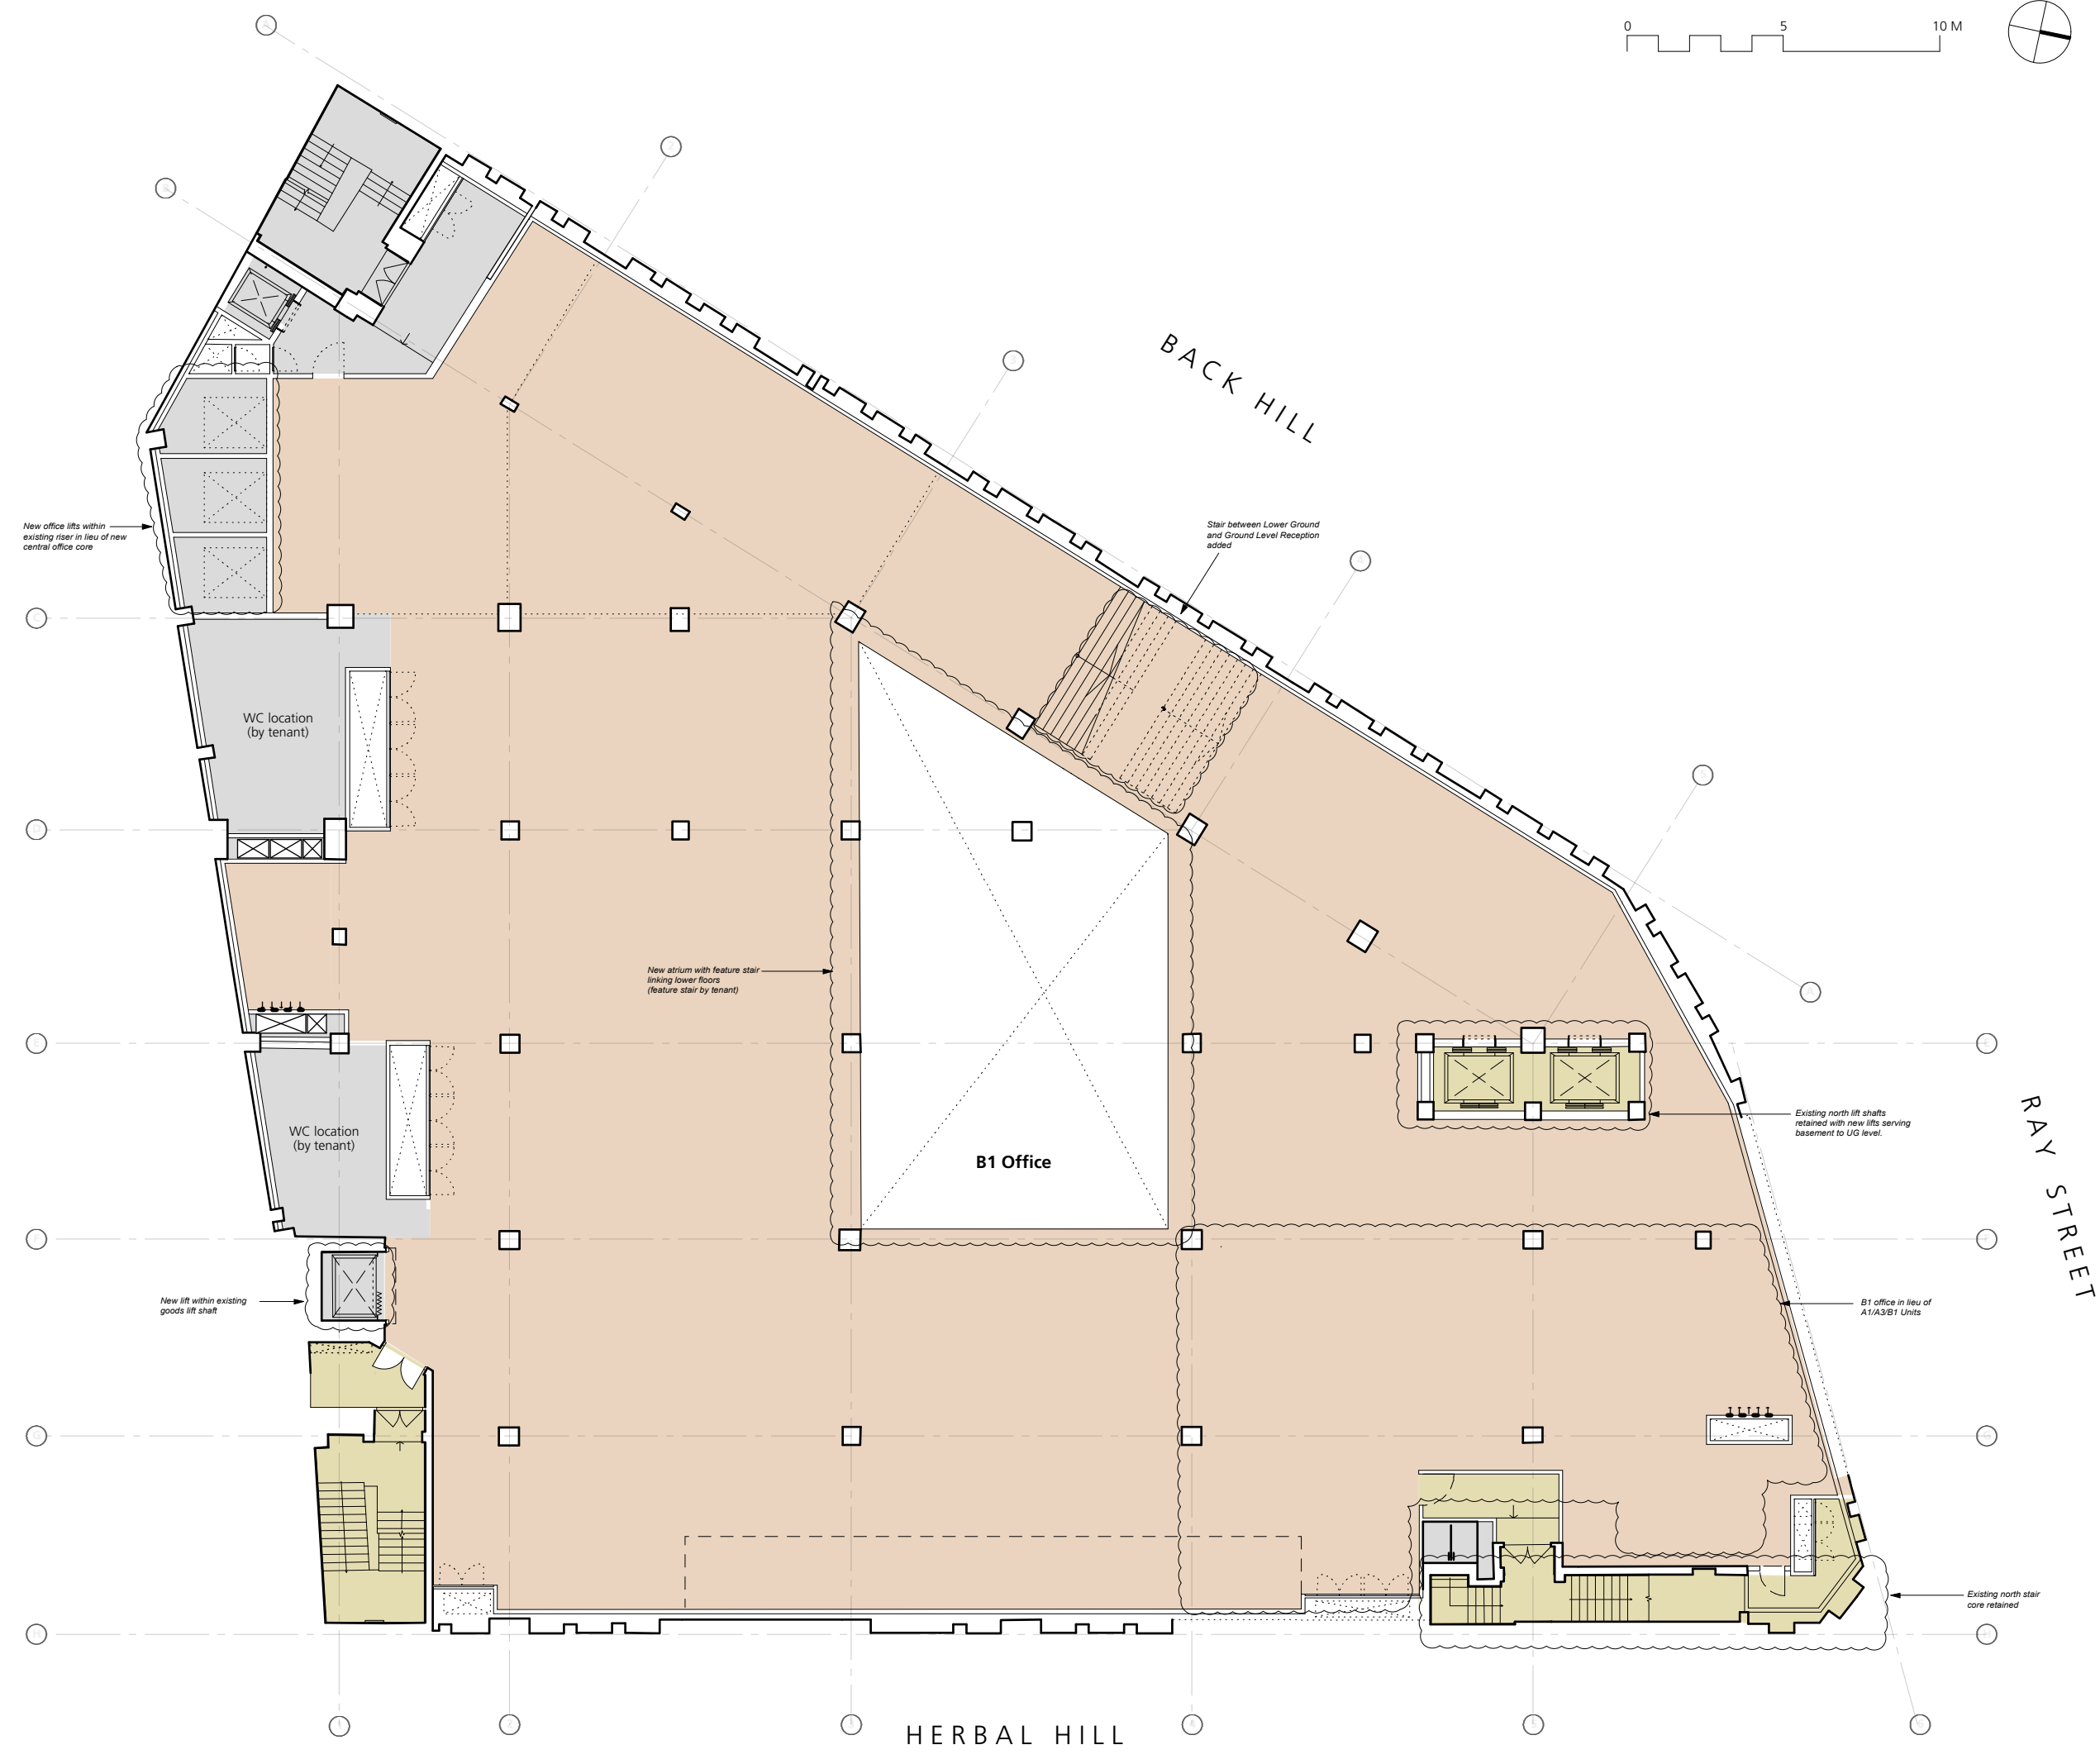 0 5 10 M
BACK HILL
New office lifts within
existing riser in lieu of new
central office core
Stair between Lower Ground
and Ground Level Reception
added
WC location
(by tenant)
New atrium with feature stair
linking lower floors
(feature stair by tenant)
B1 Office
WC location
(by tenant)
Existing north lift shafts
retained with new lifts serving
basement to UG level.
RAY STREET
New lift within existing
goods lift shaft
B1 office in lieu of
A1/A3/B1 Units
Existing north stair
core retained
HERBAL HILL